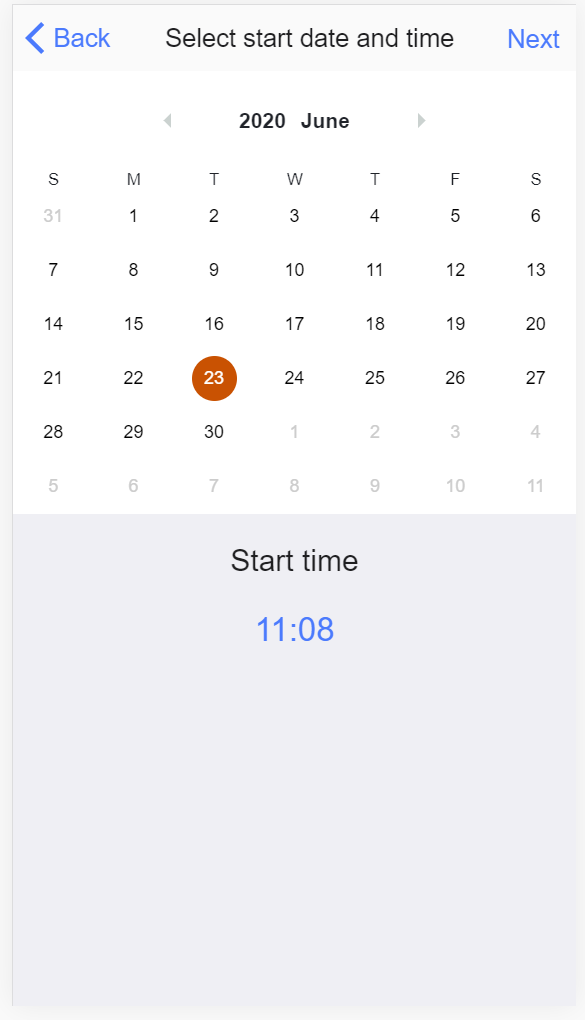 Back Select start date and time Next
2020 June
S M T W T F S
31 1 2 3 4 5 6
7 8 9 10 11 12 13
14 15 16 17 18 19 20
21 22 23 24 25 26 27
28 29 30 1 2 3 4
5 6 7 8 9 10 11
Start time
11:08